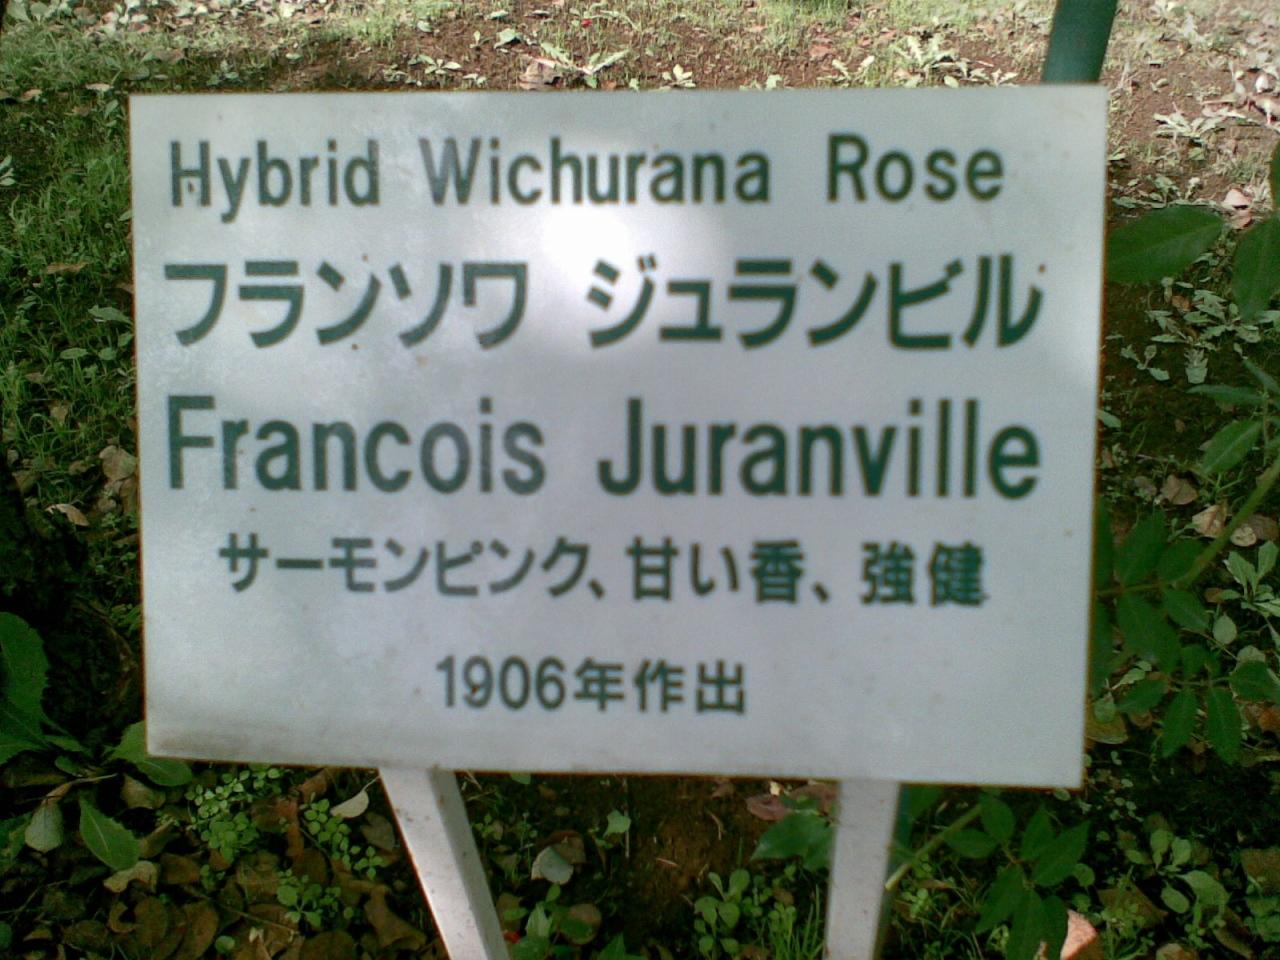 Hybrid Wichurana Rose
フランソワ ジュランビル
Francois Juranville
サーモンピンク、甘い香、強健
1906年作出